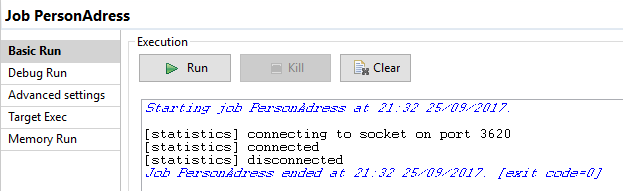 Job PersonAdress
Basic Run
Debug Run
Advanced settings
Target Exec
Memory Run
Execution
Run
Kill
Clear
Starting job PersonAdress at 21:32 25/09/2017.
[statistics] connecting to socket on port 3620
[statistics] connected
[statistics] disconnected
Job PersonAdress ended at 21:32 25/09/2017. [exit code=0]